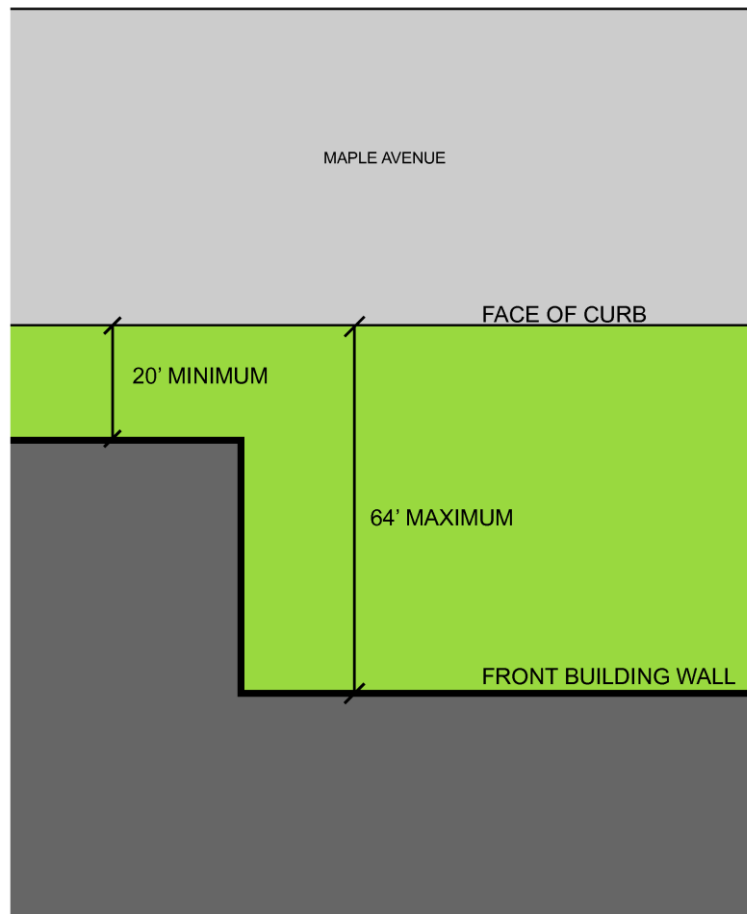 MAPLE AVENUE
FACE OF CURB
20’ MINIMUM
64’ MAXIMUM
FRONT BUILDING WALL